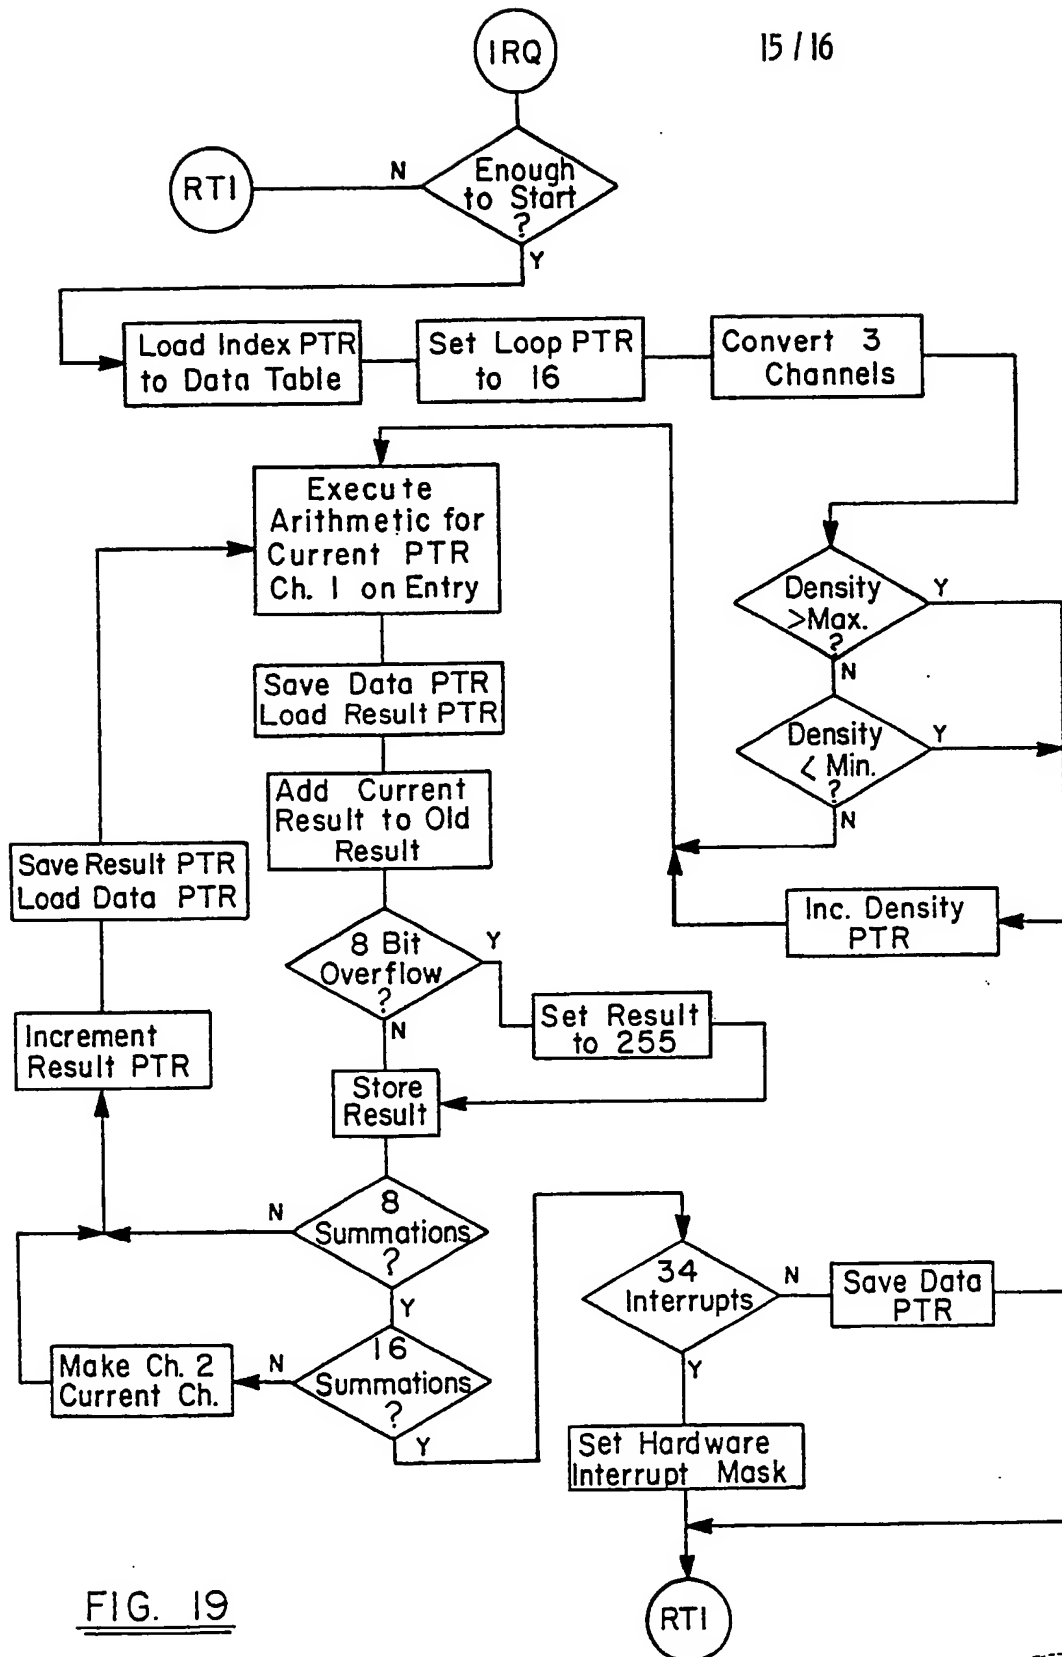 IRQ
15/16
Enough
to Start
?
N
RTI
Y
Load Index PTR
to Data Table
Set Loop PTR
to 16
Convert 3
Channels
Execute
Arithmetic for
Current PTR
Ch. 1 on Entry
Density
>Max.
?
Y
N
Save Data PTR
Load Result PTR
Density
< Min.
?
Y
N
Add Current
Result to Old
Result
Save Result PTR
Load Data PTR
Inc. Density
PTR
8 Bit
Overflow
?
Y
N
Set Result
to 255
Increment
Result PTR
Store
Result
8
Summations
?
N
Y
34
Interrupts
N
Y
Save Data
PTR
16
Summations
?
N
Y
Make Ch. 2
Current Ch.
Set Hardware
Interrupt Mask
RTI
FIG. 19